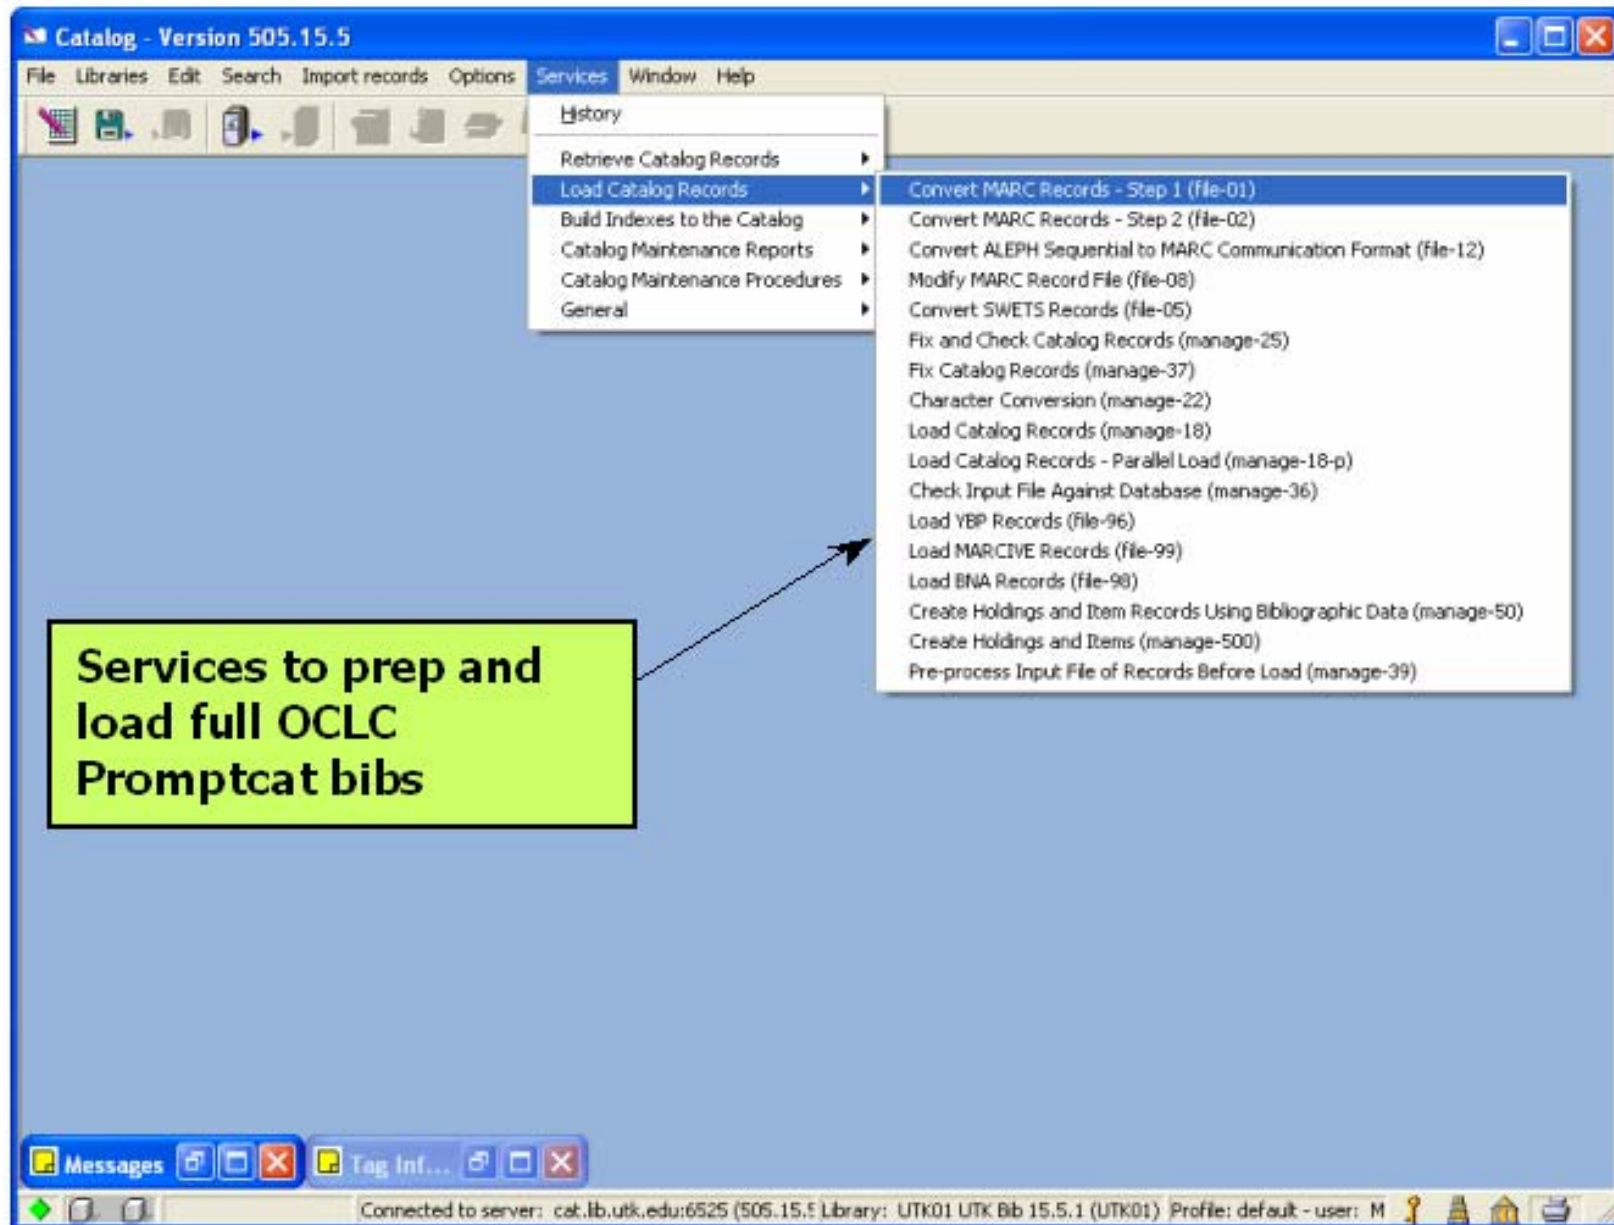 Catalog - Version 505.15.5
File Libraries Edit Search Import records Options Services Window Help
History
Retrieve Catalog Records
Load Catalog Records
Build Indexes to the Catalog
Catalog Maintenance Reports
Catalog Maintenance Procedures
General
Convert MARC Records - Step 1 (file-01)
Convert MARC Records - Step 2 (file-02)
Convert ALEPH Sequential to MARC Communication Format (file-12)
Modify MARC Record File (file-08)
Convert SWETS Records (file-05)
Fix and Check Catalog Records (manage-25)
Fix Catalog Records (manage-37)
Character Conversion (manage-22)
Load Catalog Records (manage-18)
Load Catalog Records - Parallel Load (manage-18-p)
Check Input File Against Database (manage-36)
Load YBP Records (file-96)
Load MARCIVE Records (file-99)
Load BNA Records (file-98)
Create Holdings and Item Records Using Bibliographic Data (manage-50)
Create Holdings and Items (manage-500)
Pre-process Input File of Records Before Load (manage-39)
Services to prep and
load full OCLC
Promptcat bibs
Messages
Tag Inf...
Connected to server: cat.lib.utk.edu:6525 (505.15.5 Library: UTK01 UTK Bib 15.5.1 (UTK01) Profile: default - user: M